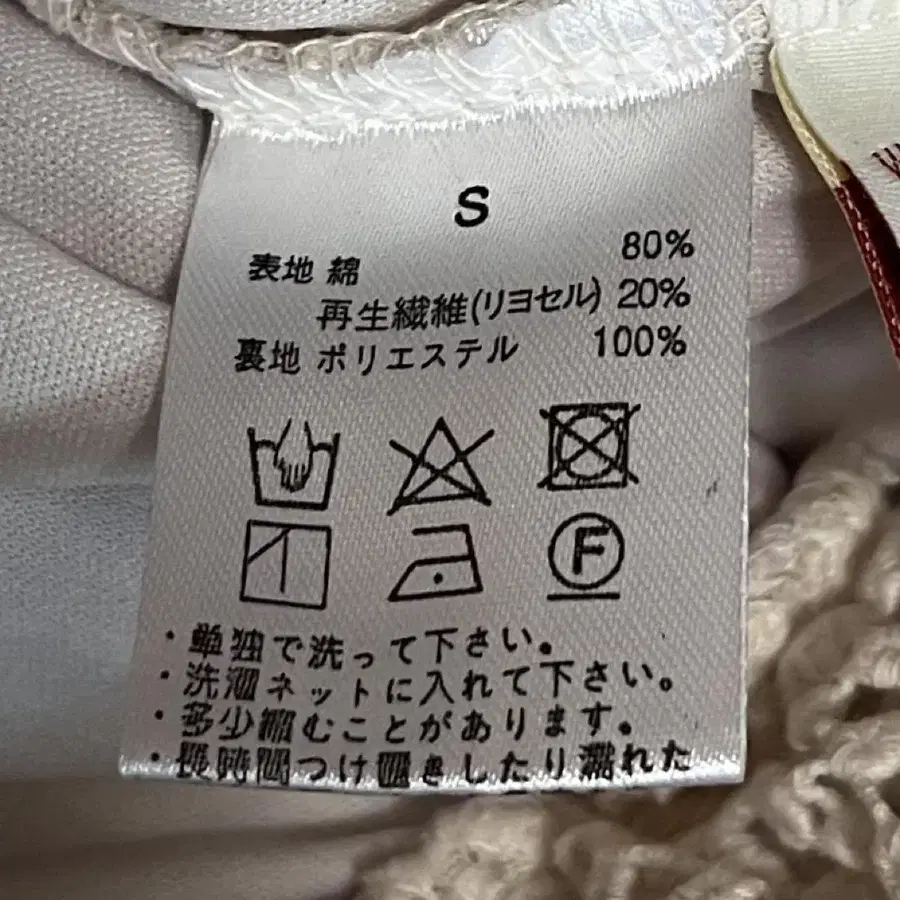 S
表地 綿 80%
再生繊維(リヨセル) 20%
裏地 ポリエステル 100%
F
・単独で洗って下さい。
・洗濯ネットに入れて下さい。
・多少縮むことがあります。
・長時間つけ置きしたり濡れた